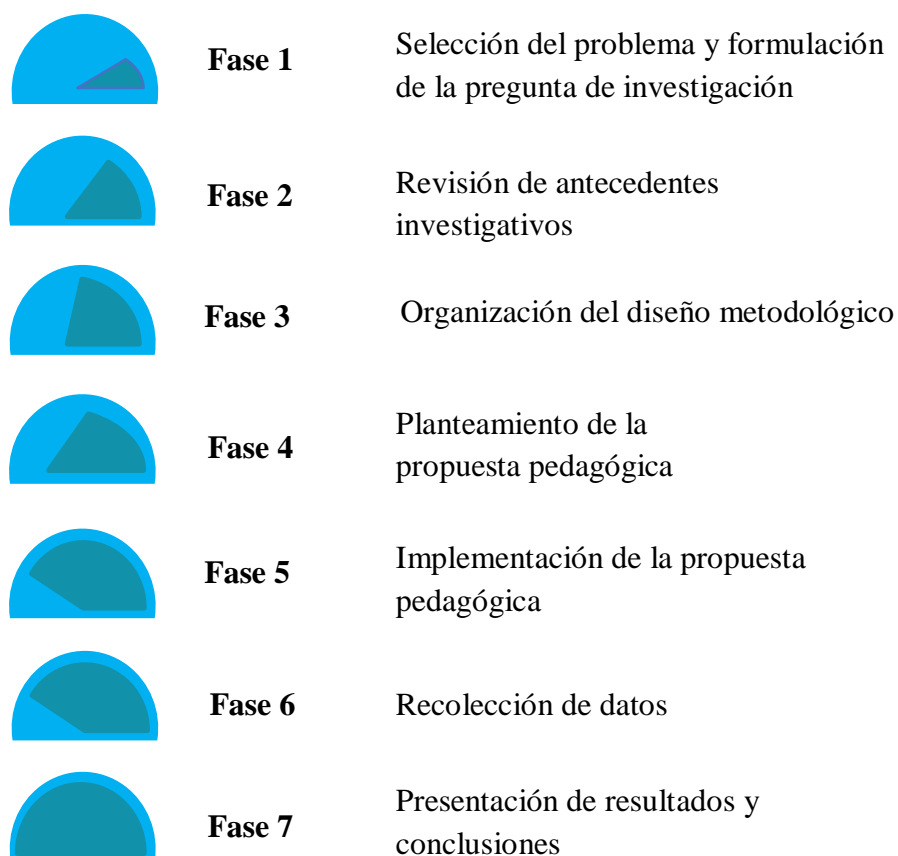 Fase 1
Selección del problema y formulación
de la pregunta de investigación
Fase 2
Revisión de antecedentes
investigativos
Fase 3
Organización del diseño metodológico
Fase 4
Planteamiento de la
propuesta pedagógica
Fase 5
Implementación de la propuesta
pedagógica
Fase 6
Recolección de datos
Fase 7
Presentación de resultados y
conclusiones